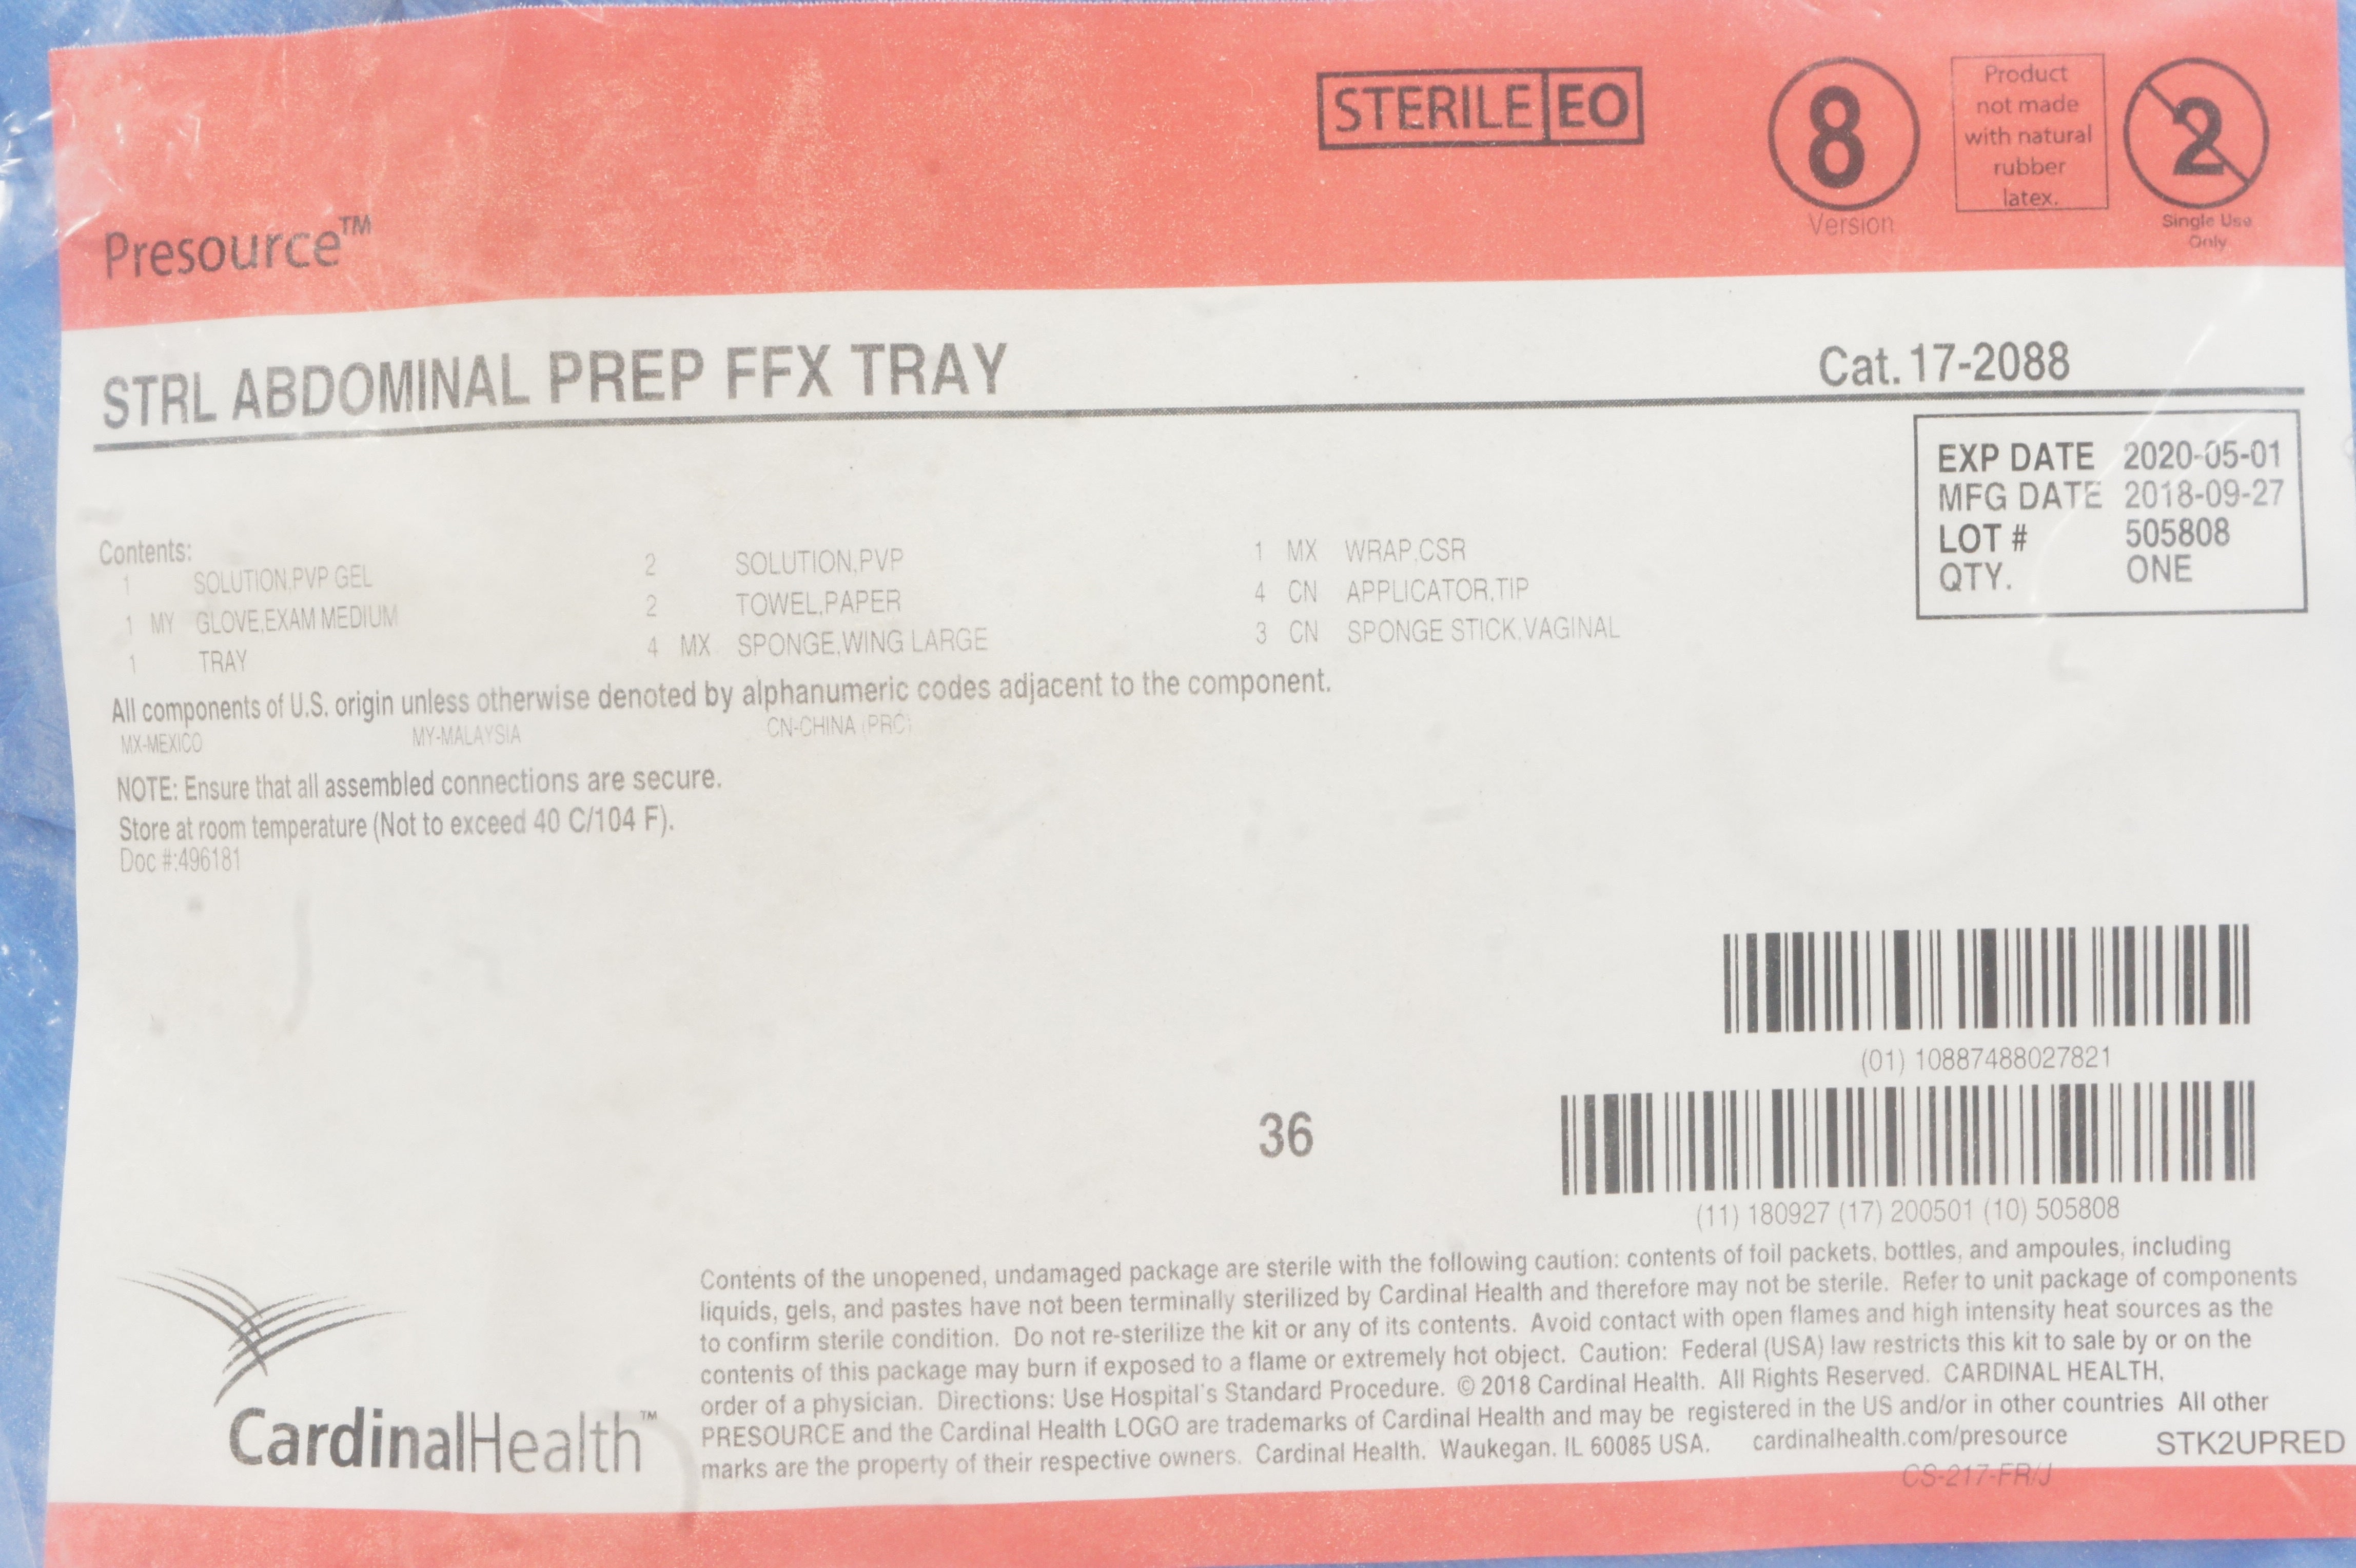 STERILE EO
8
Version
Product
not made
with natural
rubber
latex.
2
Single Use
Only
Presource™
STRL ABDOMINAL PREP FFX TRAY
Cat. 17-2088
EXP DATE 2020-05-01
MFG DATE 2018-09-27
LOT # 505808
QTY. ONE
Contents:
1 SOLUTION,PVP GEL
1 MY GLOVE,EXAM MEDIUM
1 TRAY
2 SOLUTION,PVP
2 TOWEL,PAPER
4 MX SPONGE,WING LARGE
1 MX WRAP,CSR
4 CN APPLICATOR,TIP
3 CN SPONGE STICK,VAGINAL
All components of U.S. origin unless otherwise denoted by alphanumeric codes adjacent to the component.
MX-MEXICO MY-MALAYSIA CN-CHINA (PRC)
NOTE: Ensure that all assembled connections are secure.
Store at room temperature (Not to exceed 40 C/104 F).
Doc #:496181
(01) 10887488027821
36
(11) 180927 (17) 200501 (10) 505808
CardinalHealth™
Contents of the unopened, undamaged package are sterile with the following caution: contents of foil packets, bottles, and ampoules, including
liquids, gels, and pastes have not been terminally sterilized by Cardinal Health and therefore may not be sterile. Refer to unit package of components
to confirm sterile condition. Do not re-sterilize the kit or any of its contents. Avoid contact with open flames and high intensity heat sources as the
contents of this package may burn if exposed to a flame or extremely hot object. Caution: Federal (USA) law restricts this kit to sale by or on the
order of a physician. Directions: Use Hospital's Standard Procedure. © 2018 Cardinal Health. All Rights Reserved. CARDINAL HEALTH,
PRESOURCE and the Cardinal Health LOGO are trademarks of Cardinal Health and may be registered in the US and/or in other countries All other
marks are the property of their respective owners. Cardinal Health. Waukegan, IL 60085 USA. cardinalhealth.com/presource
STK2UPRED
CS-217-FR/J